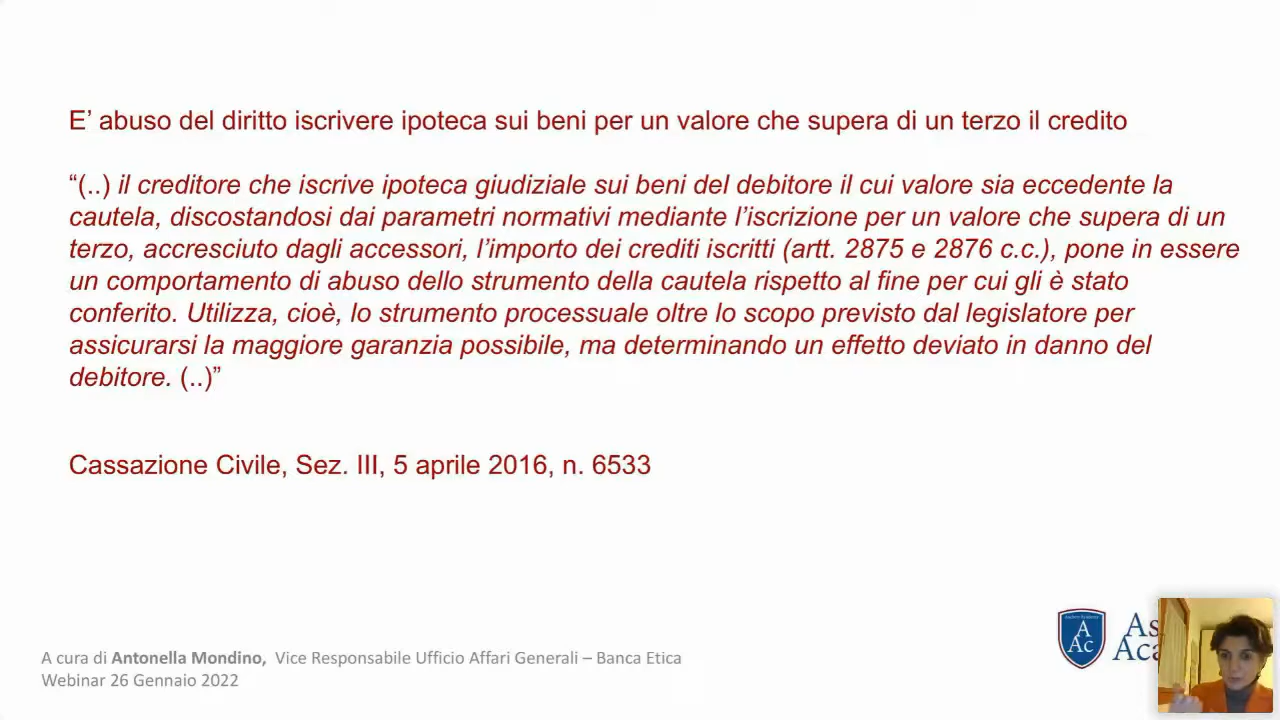 E’ abuso del diritto iscrivere ipoteca sui beni per un valore che supera di un terzo il credito
“(..) il creditore che iscrive ipoteca giudiziale sui beni del debitore il cui valore sia eccedente la
cautela, discostandosi dai parametri normativi mediante l’iscrizione per un valore che supera di un
terzo, accresciuto dagli accessori, l’importo dei crediti iscritti (artt. 2875 e 2876 c.c.), pone in essere
un comportamento di abuso dello strumento della cautela rispetto al fine per cui gli è stato
conferito. Utilizza, cioè, lo strumento processuale oltre lo scopo previsto dal legislatore per
assicurarsi la maggiore garanzia possibile, ma determinando un effetto deviato in danno del
debitore. (..)”
Cassazione Civile, Sez. III, 5 aprile 2016, n. 6533
A cura di Antonella Mondino, Vice Responsabile Ufficio Affari Generali – Banca Etica
Webinar 26 Gennaio 2022
A
Ac